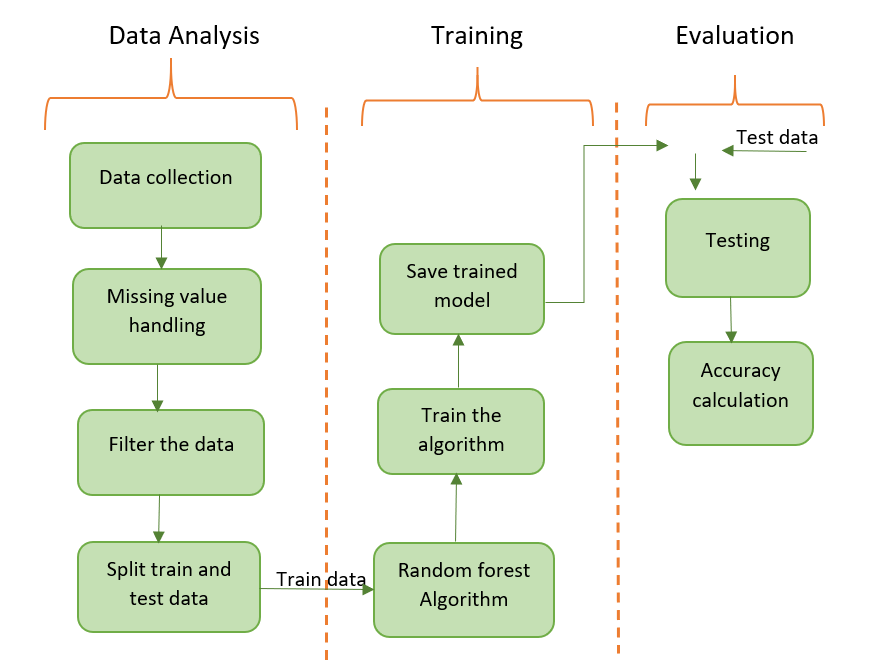 Data Analysis
Training
Evaluation
Data collection
Missing value
handling
Filter the data
Split train and
test data
Train data
Random forest
Algorithm
Train the
algorithm
Save trained
model
Test data
Testing
Accuracy
calculation